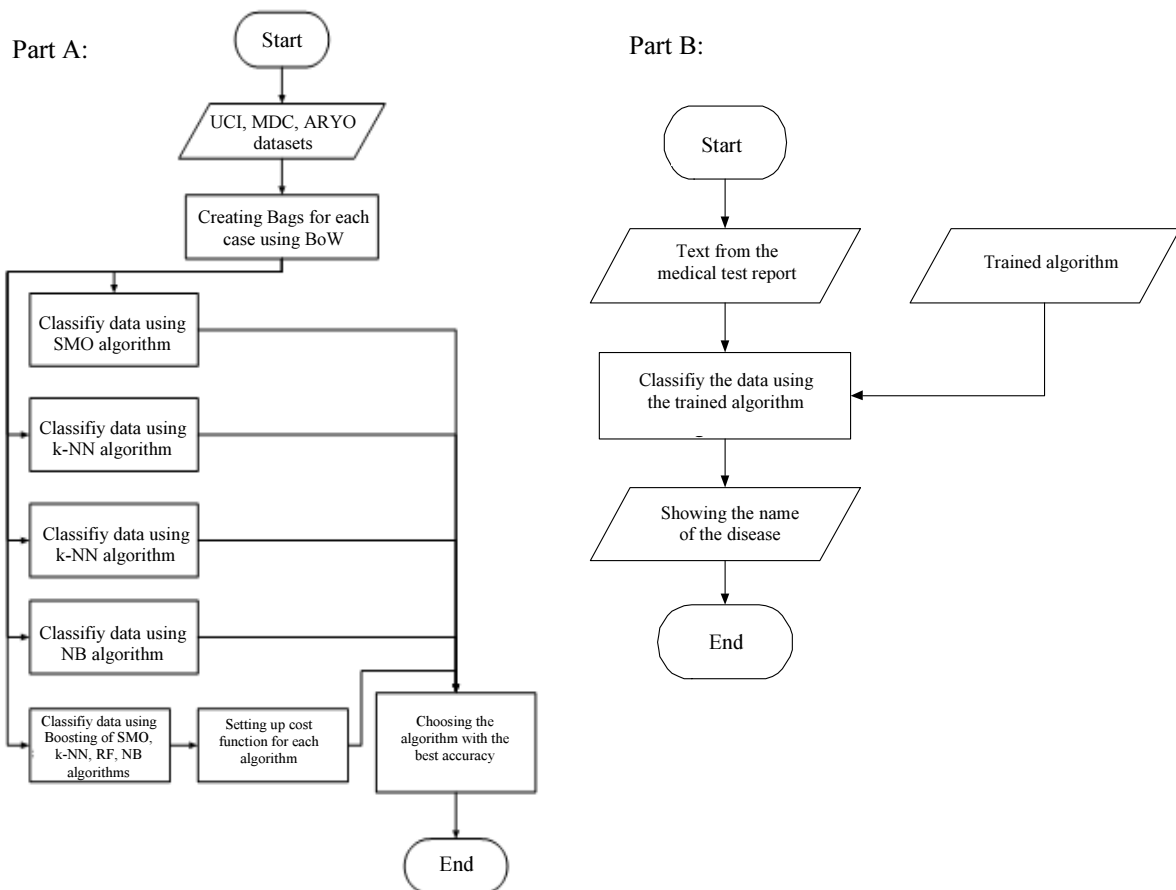 Part A:
Start
UCI, MDC, ARYO
datasets
Creating Bags for each
case using BoW
Classifiy data using
SMO algorithm
Classifiy data using
k-NN algorithm
Classifiy data using
k-NN algorithm
Classifiy data using
NB algorithm
Classifiy data using
Boosting of SMO,
k-NN, RF, NB
algorithms
Setting up cost
function for each
algorithm
Choosing the
algorithm with the
best accuracy
End
Part B:
Start
Text from the
medical test report
Trained algorithm
Classifiy the data using
the trained algorithm
Showing the name
of the disease
End